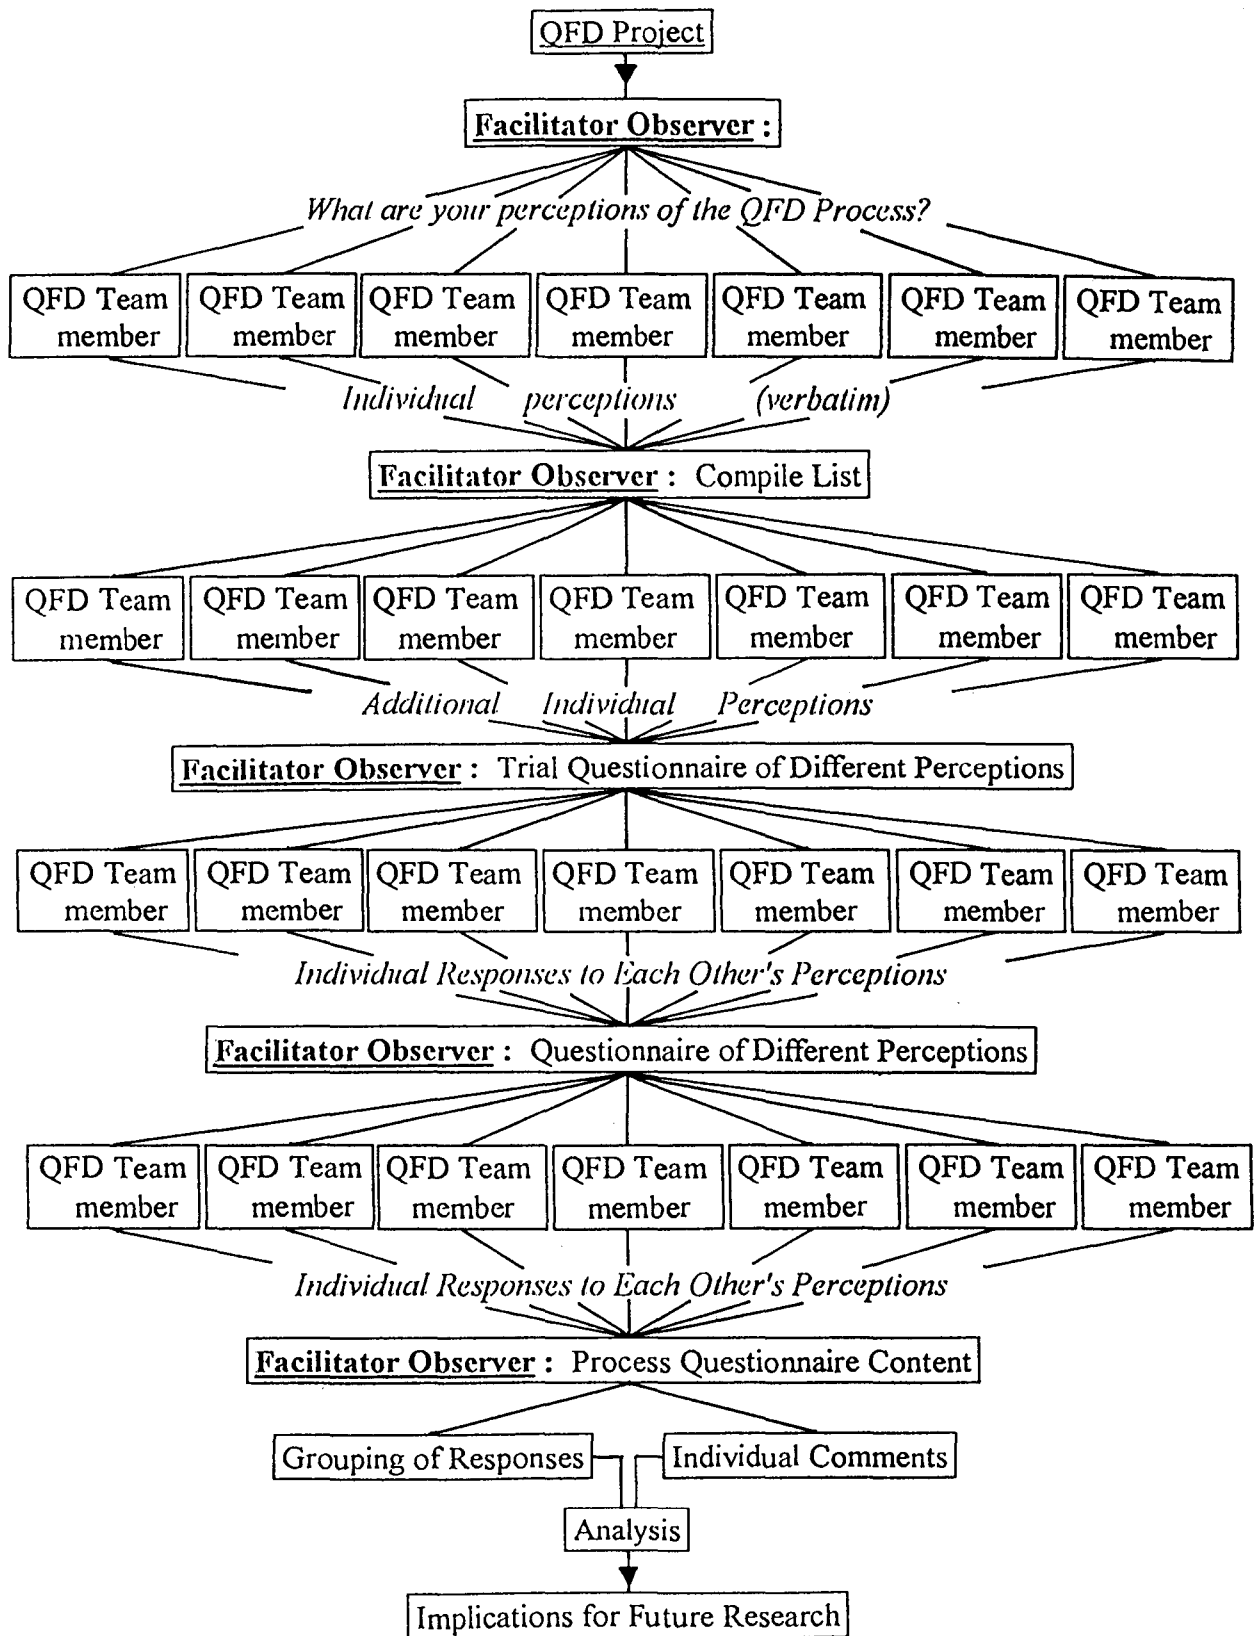 QFD Project
Facilitator Observer :
What are your perceptions of the QFD Process?
QFD Team QFD Team QFD Team QFD Team QFD Team QFD Team QFD Team
member member member member member member member
Individual perceptions (verbatim)
Facilitator Observer : Compile List
QFD Team QFD Team QFD Team QFD Team QFD Team QFD Team QFD Team
member member member member member member member
Additional Individual Perceptions
Facilitator Observer : Trial Questionnaire of Different Perceptions
QFD Team QFD Team QFD Team QFD Team QFD Team QFD Team QFD Team
member member member member member member member
Individual Responses to Each Other's Perceptions
Facilitator Observer : Questionnaire of Different Perceptions
QFD Team QFD Team QFD Team QFD Team QFD Team QFD Team QFD Team
member member member member member member member
Individual Responses to Each Other's Perceptions
Facilitator Observer : Process Questionnaire Content
Grouping of Responses Individual Comments
Analysis
Implications for Future Research